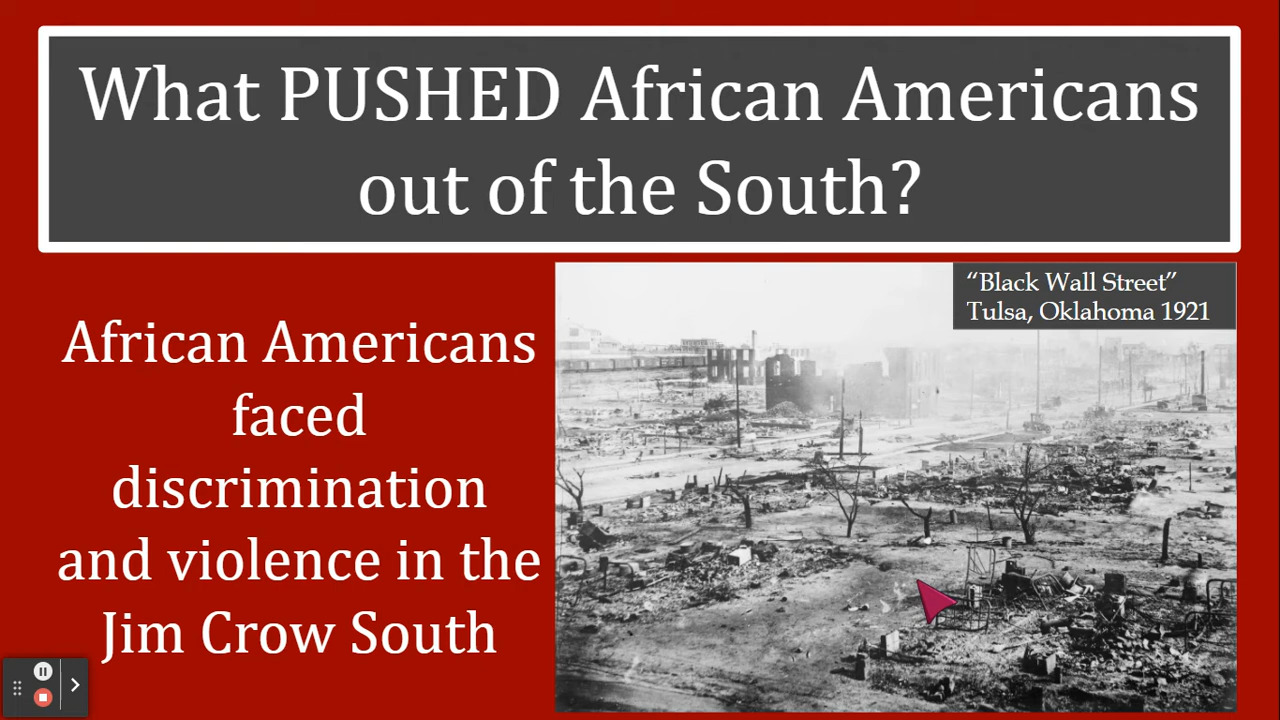 What PUSHED African Americans
out of the South?
“Black Wall Street”
Tulsa, Oklahoma 1921
African Americans
faced
discrimination
and violence in the
Jim Crow South